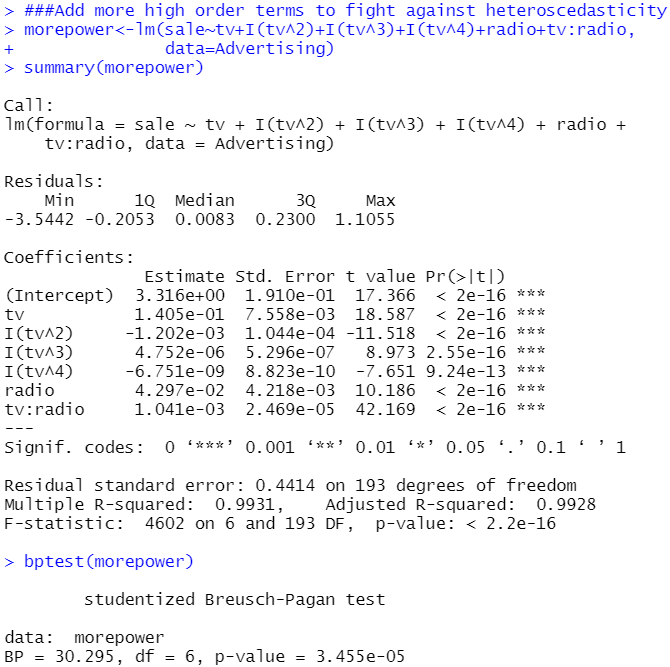 > ###Add more high order terms to fight against heteroscedasticity
> morepower<-lm(sale~tv+I(tv^2)+I(tv^3)+I(tv^4)+radio+tv:radio,
+              data=Advertising)
> summary(morepower)

Call:
lm(formula = sale ~ tv + I(tv^2) + I(tv^3) + I(tv^4) + radio +
    tv:radio, data = Advertising)

Residuals:
    Min      1Q  Median      3Q     Max
-3.5442 -0.2053  0.0083  0.2300  1.1055

Coefficients:
              Estimate Std. Error t value Pr(>|t|)
(Intercept)  3.316e+00  1.910e-01  17.366  < 2e-16 ***
tv           1.405e-01  7.558e-03  18.587  < 2e-16 ***
I(tv^2)     -1.202e-03  1.044e-04 -11.518  < 2e-16 ***
I(tv^3)      4.752e-06  5.296e-07   8.973 2.55e-16 ***
I(tv^4)     -6.751e-09  8.823e-10  -7.651 9.24e-13 ***
radio        4.297e-02  4.218e-03  10.186  < 2e-16 ***
tv:radio     1.041e-03  2.469e-05  42.169  < 2e-16 ***
---
Signif. codes:  0 ‘***’ 0.001 ‘**’ 0.01 ‘*’ 0.05 ‘.’ 0.1 ‘ ’ 1

Residual standard error: 0.4414 on 193 degrees of freedom
Multiple R-squared:  0.9931,    Adjusted R-squared:  0.9928
F-statistic:  4602 on 6 and 193 DF,  p-value: < 2.2e-16

> bptest(morepower)

        studentized Breusch-Pagan test

data:  morepower
BP = 30.295, df = 6, p-value = 3.455e-05